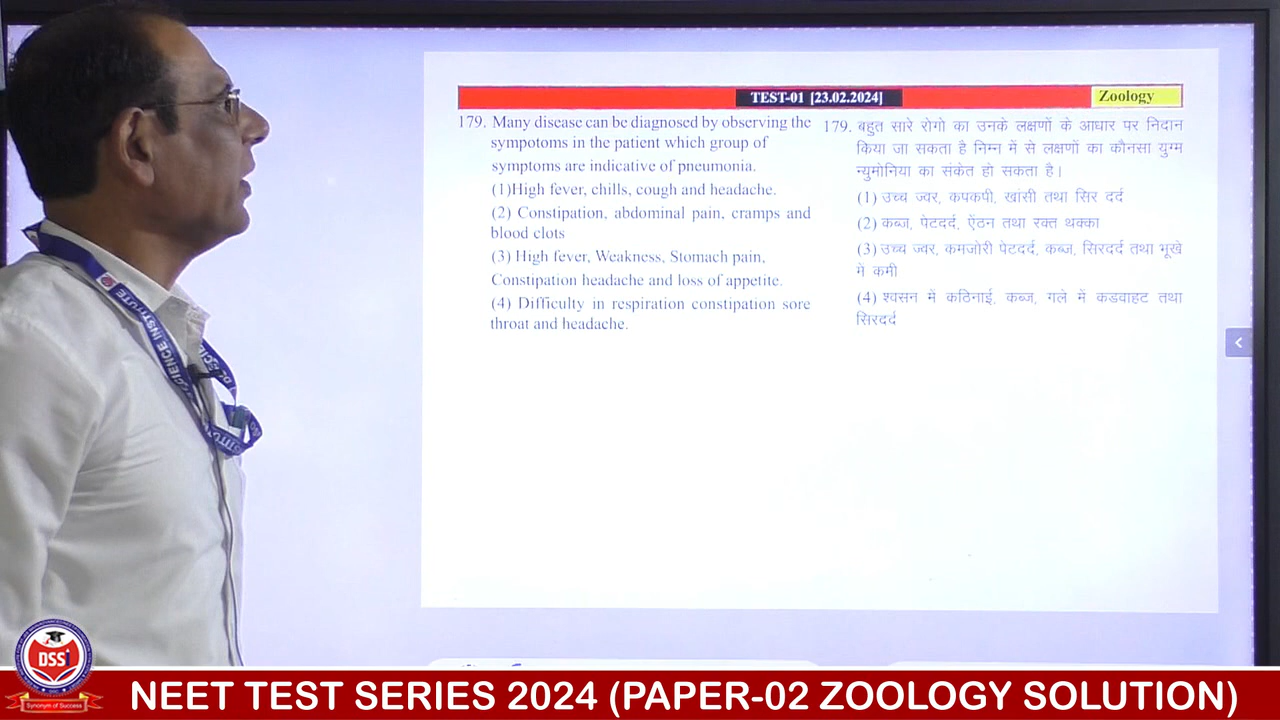 TEST-01 [23.02.2024]
Zoology
179. Many disease can be diagnosed by observing the
sympotoms in the patient which group of
symptoms are indicative of pneumonia.
(1)High fever, chills, cough and headache.
(2) Constipation, abdominal pain, cramps and
blood clots
(3) High fever, Weakness, Stomach pain,
Constipation headache and loss of appetite.
(4) Difficulty in respiration constipation sore
throat and headache.
179. बहुत सारे रोगो का उनके लक्षणों के आधार पर निदान
किया जा सकता है निम्न में से लक्षणों का कौनसा युग्म
न्युमोनिया का संकेत हो सकता है।
(1) उच्च ज्वर, कपकपी, खांसी तथा सिर दर्द
(2) कब्ज, पेटदर्द, ऐंठन तथा रक्त थक्का
(3) उच्च ज्वर, कमजोरी पेटदर्द, कब्ज, सिरदर्द तथा भूखे
में कमी
(4) श्वसन में कठिनाई, कब्ज, गले में कडवाहट तथा
सिरदर्द
SCIENCE INSTITUTE
DSSi
Synonym of Success
NEET TEST SERIES 2024 (PAPER-02 ZOOLOGY SOLUTION)